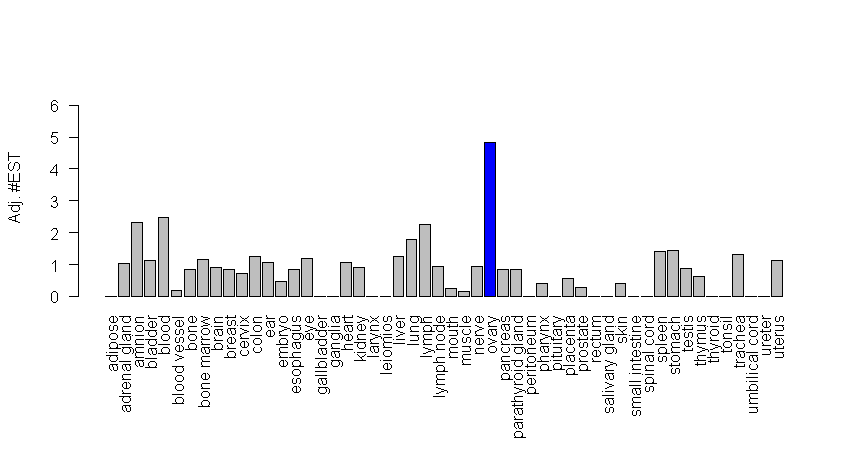 Adj. #EST
6
5
4
3
2
1
0
adipose
adrenal gland
amnion
bladder
blood
blood vessel
bone
bone marrow
brain
breast
cervix
colon
ear
embryo
esophagus
eye
gallbladder
ganglia
heart
kidney
larynx
leiomios
liver
lung
lymph
lymph node
mouth
muscle
nerve
ovary
pancreas
parathyroid gland
peritoneum
pharynx
pituitary
placenta
prostate
rectum
salivary gland
skin
small intestine
spinal cord
spleen
stomach
testis
thymus
thyroid
tonsil
trachea
umbilical cord
ureter
uterus